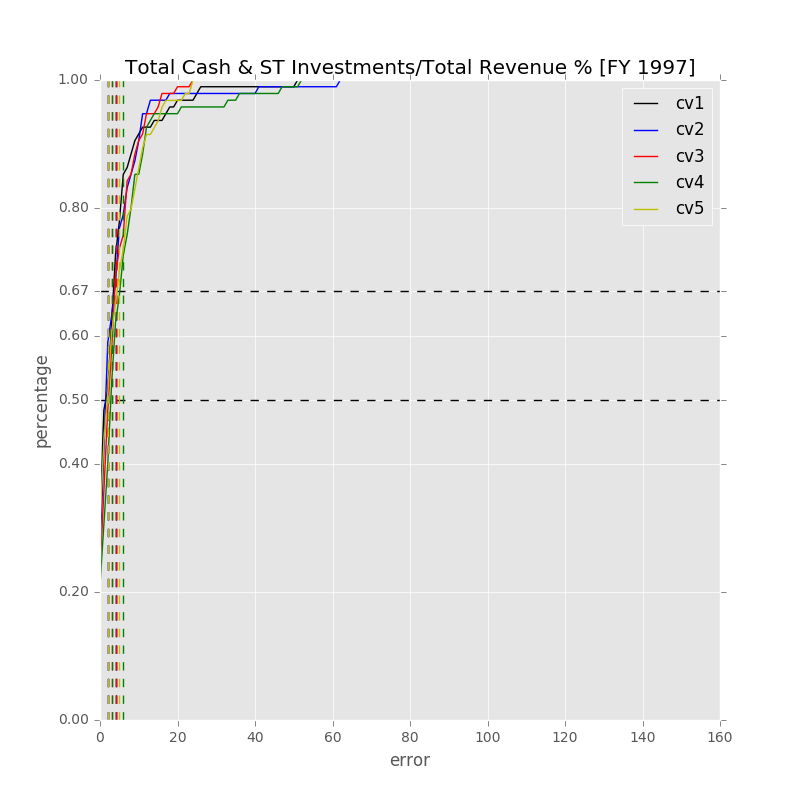 Total Cash & ST Investments/Total Revenue % [FY 1997]
1.00
0.80
0.67
0.60
0.50
0.40
0.20
0.00
percentage
cv1
cv2
cv3
cv4
cv5
0 20 40 60 80 100 120 140 160
error